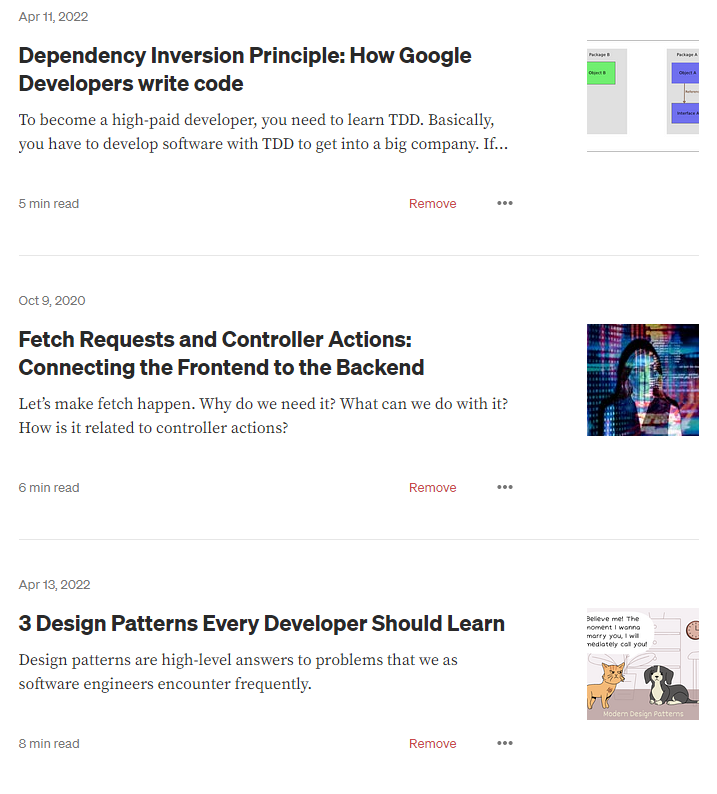 Apr 11, 2022
Dependency Inversion Principle: How Google
Developers write code
To become a high-paid developer, you need to learn TDD. Basically,
you have to develop software with TDD to get into a big company. If...
5 min read
Remove
Package B
Object B
Package A
Object A
Interface A
Oct 9, 2020
Fetch Requests and Controller Actions:
Connecting the Frontend to the Backend
Let’s make fetch happen. Why do we need it? What can we do with it?
How is it related to controller actions?
6 min read
Remove
Apr 13, 2022
3 Design Patterns Every Developer Should Learn
Design patterns are high-level answers to problems that we as
software engineers encounter frequently.
8 min read
Remove
Believe me! The
moment I wanna
marry you, I will
mediately call you!
Modern Design Patterns